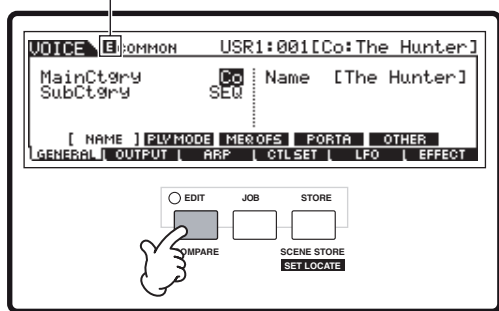 VOICE E COMMON USR1:001[Co:The Hunter]
MainCtgry Co Name [The Hunter]
SubCtgry SEQ
[ NAME ] PLY MODE MEQ OFS PORTA OTHER
GENERAL OUTPUT ARP CTL SET LFO EFFECT
EDIT JOB STORE
COMPARE SCENE STORE
SET LOCATE